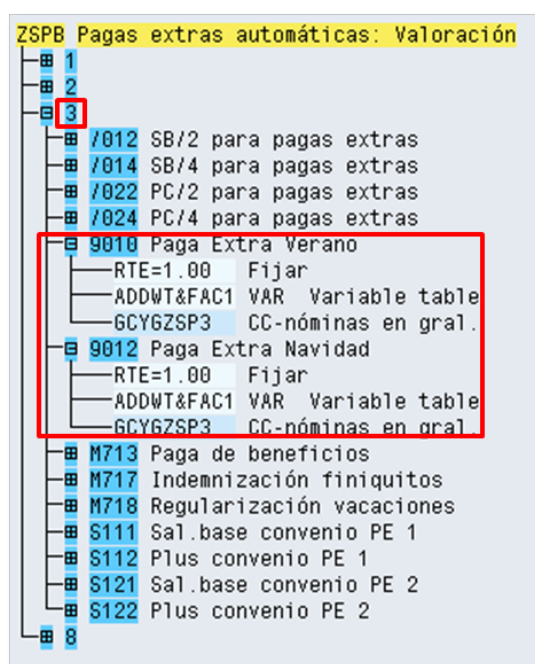 ZSPB Pagas extras automáticas: Valoración
1
2
3
/012 SB/2 para pagas extras
/014 SB/4 para pagas extras
/022 PC/2 para pagas extras
/024 PC/4 para pagas extras
9010 Paga Extra Verano
RTE=1.00 Fijar
ADDWT&FAC1 VAR Variable table
GCYGZSP3 CC-nóminas en gral.
9012 Paga Extra Navidad
RTE=1.00 Fijar
ADDWT&FAC1 VAR Variable table
GCYGZSP3 CC-nóminas en gral.
M713 Paga de beneficios
M717 Indemnización finiquitos
M718 Regularización vacaciones
S111 Sal.base convenio PE 1
S112 Plus convenio PE 1
S121 Sal.base convenio PE 2
S122 Plus convenio PE 2
8